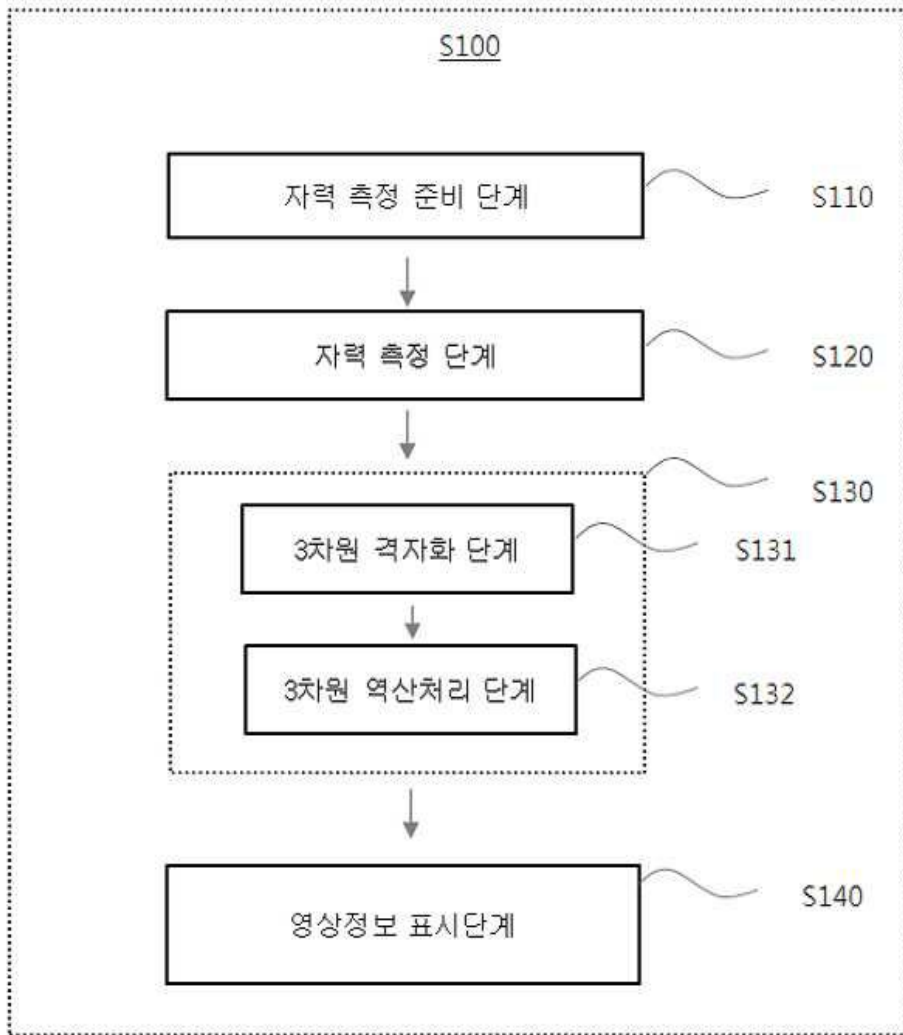 S100
자력 측정 준비 단계
S110
자력 측정 단계
S120
S130
3차원 격자화 단계
S131
3차원 역산처리 단계
S132
영상정보 표시단계
S140